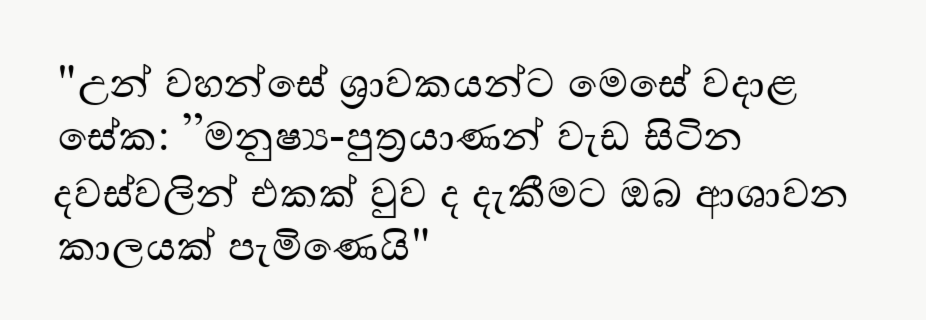 "උන් වහන්සේ ශ්‍රාවකයන්ට මෙසේ වදාළ
සේක: ’’මනුෂ්‍ය-පුත්‍රයාණන් වැඩ සිටින
දවස්වලින් එකක් වුව ද දැකීමට ඔබ ආශාවන
කාලයක් පැමිණෙයි"